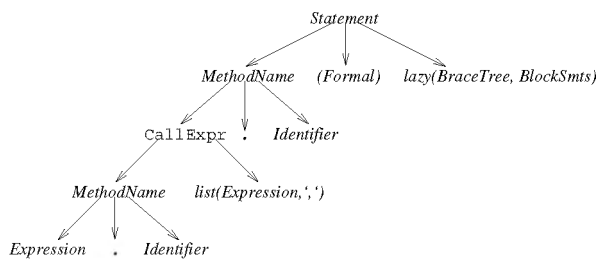 Statement
MethodName (Formal) lazy(BraceTree, BlockSmts)
CallExpr . Identifier
MethodName list(Expression,‘,‘)
Expression . Identifier